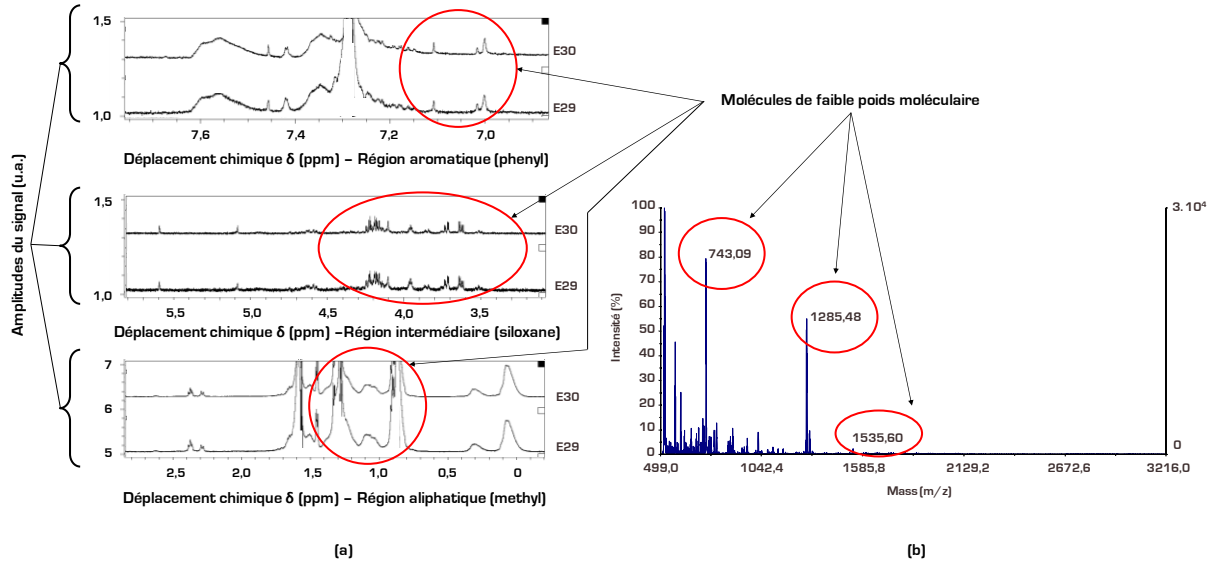 Amplitudes du signal (u.a.)
1,5
E30
E29
1,0
7,6 7,4 7,2 7,0
Déplacement chimique δ (ppm) – Région aromatique (phenyl)
1,5
E30
E29
1,0
5,5 5,0 4,5 4,0 3,5
Déplacement chimique δ (ppm) –Région intermédiaire (siloxane)
7
E30
6
E29
5
2,5 2,0 1,5 1,0 0,5 0
Déplacement chimique δ (ppm) – Région aliphatique (methyl)
(a)
Molécules de faible poids moléculaire
100
90
80
70
60
50
40
30
20
10
0
Intensité (%)
743,09
1285,48
1535,60
3.10⁴
0
499,0 1042,4 1585,8 2129,2 2672,6 3216,0
Mass (m/z)
(b)